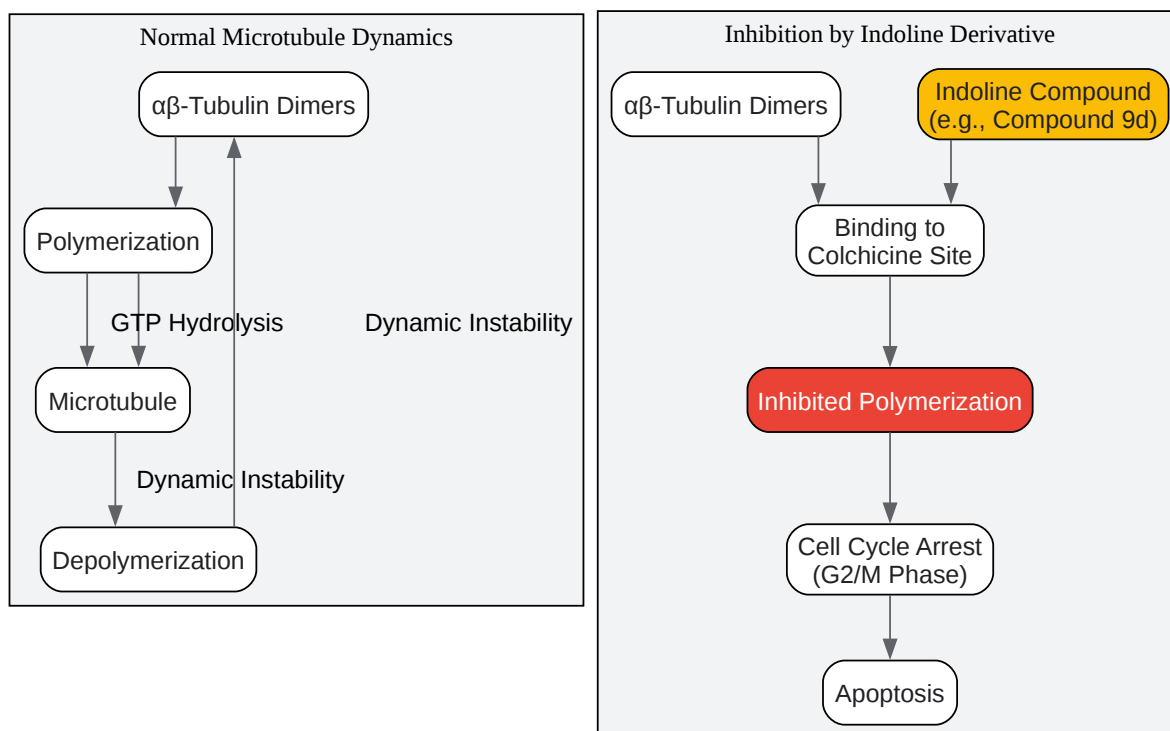 Normal Microtubule Dynamics
αβ-Tubulin Dimers
Polymerization
GTP Hydrolysis
Dynamic Instability
Microtubule
Dynamic Instability
Depolymerization
Inhibition by Indoline Derivative
αβ-Tubulin Dimers
Indoline Compound
(e.g., Compound 9d)
Binding to
Colchicine Site
Inhibited Polymerization
Cell Cycle Arrest
(G2/M Phase)
Apoptosis